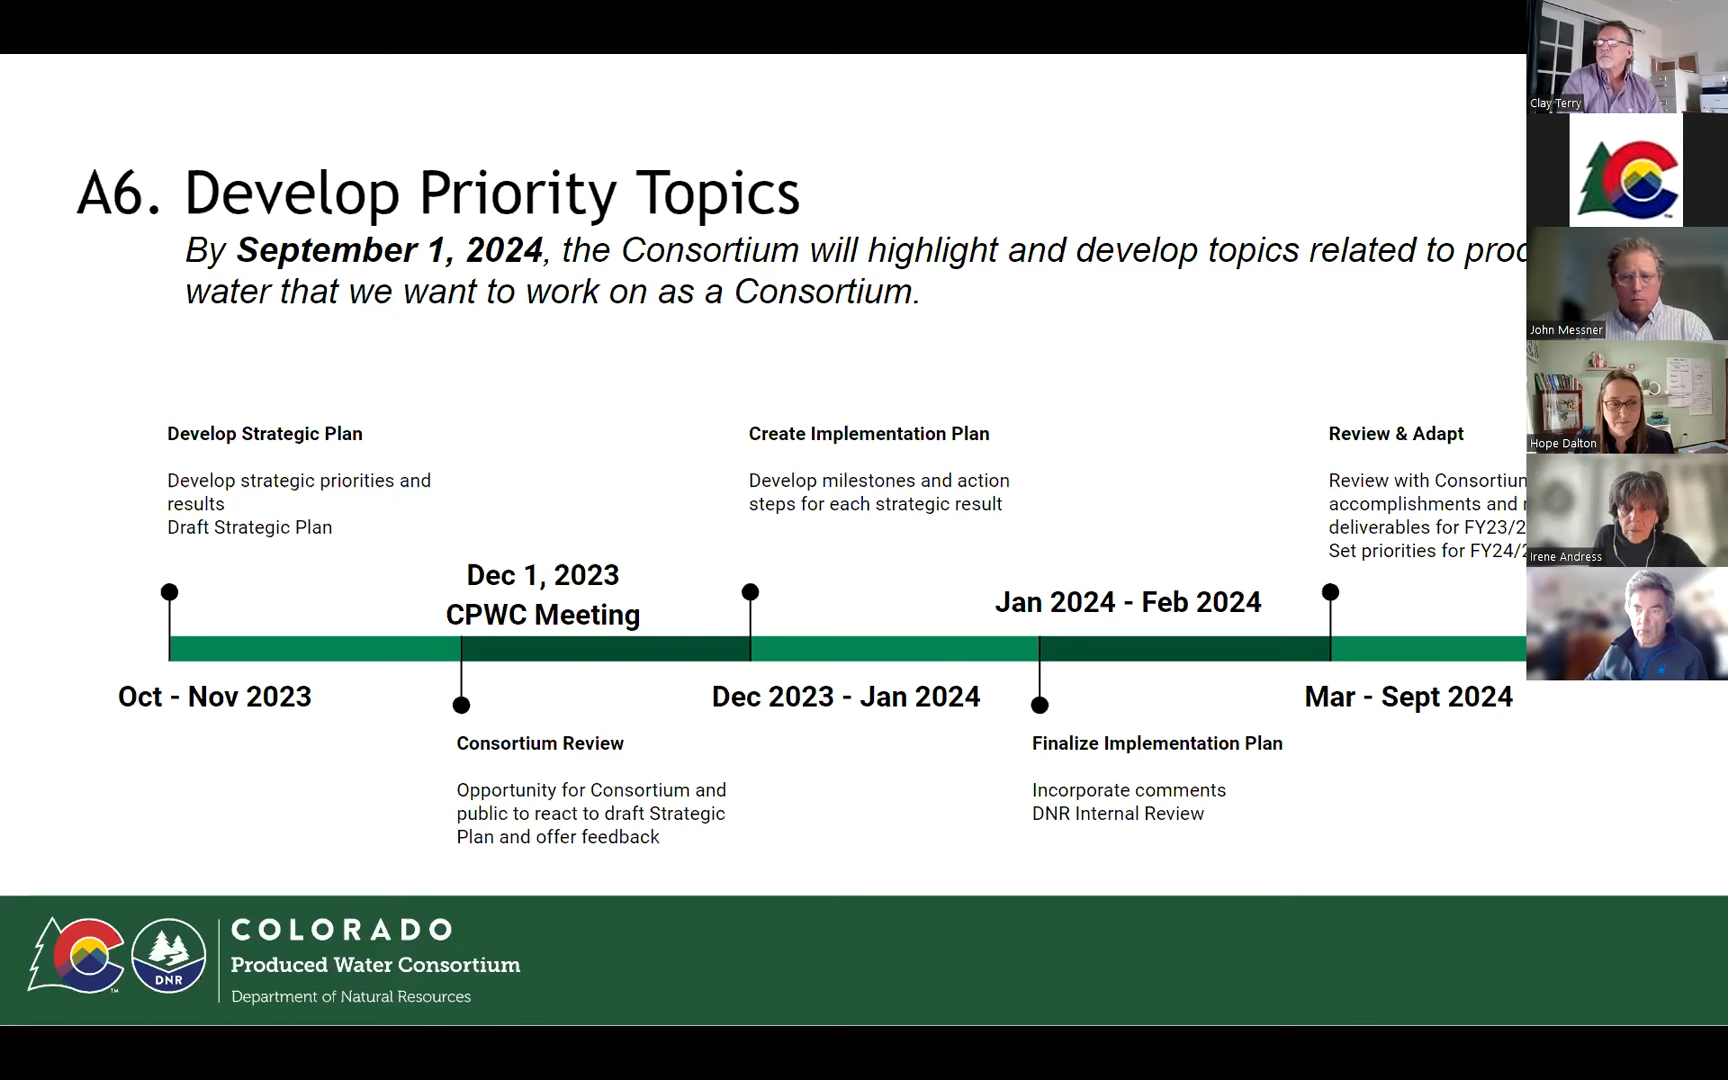 A6. Develop Priority Topics
By September 1, 2024, the Consortium will highlight and develop topics related to
water that we want to work on as a Consortium.
Develop Strategic Plan
Develop strategic priorities and
results
Draft Strategic Plan
Create Implementation Plan
Develop milestones and action
steps for each strategic result
Review & Adapt
Review with Consortium
accomplishments and
deliverables for FY23/2
Set priorities for FY24/2
Dec 1, 2023
CPWC Meeting
Jan 2024 - Feb 2024
Oct - Nov 2023
Dec 2023 - Jan 2024
Mar - Sept 2024
Consortium Review
Opportunity for Consortium and
public to react to draft Strategic
Plan and offer feedback
Finalize Implementation Plan
Incorporate comments
DNR Internal Review
DNR
TM
COLORADO
Produced Water Consortium
Department of Natural Resources
Clay Terry
John Messner
Hope Dalton
Irene Andress